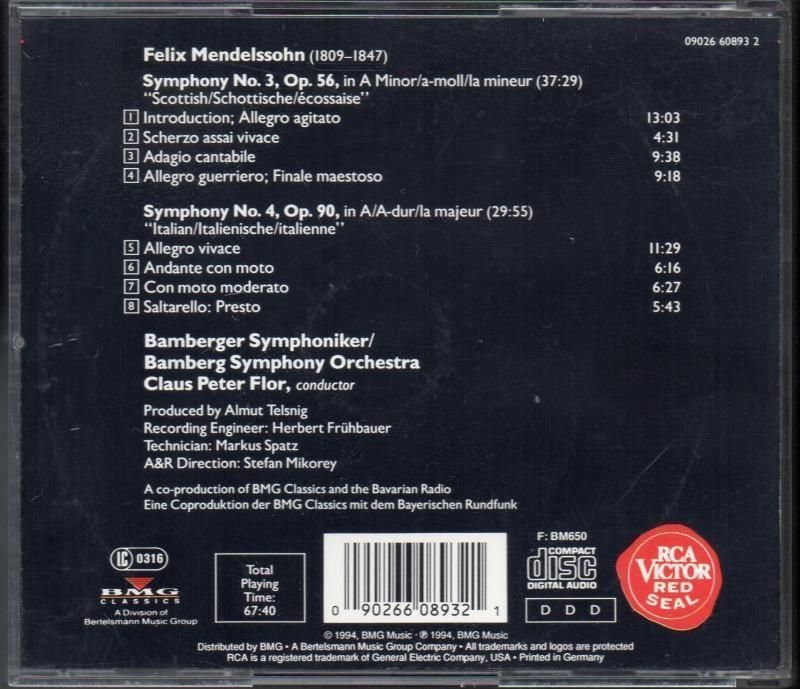 09026 60893 2
Felix Mendelssohn (1809–1847)
Symphony No. 3, Op. 56, in A Minor/a-moll/la mineur (37:29)
"Scottish/Schottische/écossaise"
1 Introduction; Allegro agitato 13:03
2 Scherzo assai vivace 4:31
3 Adagio cantabile 9:38
4 Allegro guerriero; Finale maestoso 9:18
Symphony No. 4, Op. 90, in A/A-dur/la majeur (29:55)
"Italian/Italienische/italienne"
5 Allegro vivace 11:29
6 Andante con moto 6:16
7 Con moto moderato 6:27
8 Saltarello: Presto 5:43
Bamberger Symphoniker/
Bamberg Symphony Orchestra
Claus Peter Flor, conductor
Produced by Almut Telsnig
Recording Engineer: Herbert Frühbauer
Technician: Markus Spatz
A&R Direction: Stefan Mikorey
A co-production of BMG Classics and the Bavarian Radio
Eine Coproduktion der BMG Classics mit dem Bayerischen Rundfunk
LC 0316
BMG
CLASSICS
A Division of
Bertelsmann Music Group
Total
Playing
Time:
67:40
0 90266 08932 1
F: BM650
COMPACT
disc
DIGITAL AUDIO
D D D
RCA
VICTOR
RED
SEAL
© 1994, BMG Music · ℗ 1994, BMG Music
Distributed by BMG • A Bertelsmann Music Group Company • All trademarks and logos are protected
RCA is a registered trademark of General Electric Company, USA • Printed in Germany